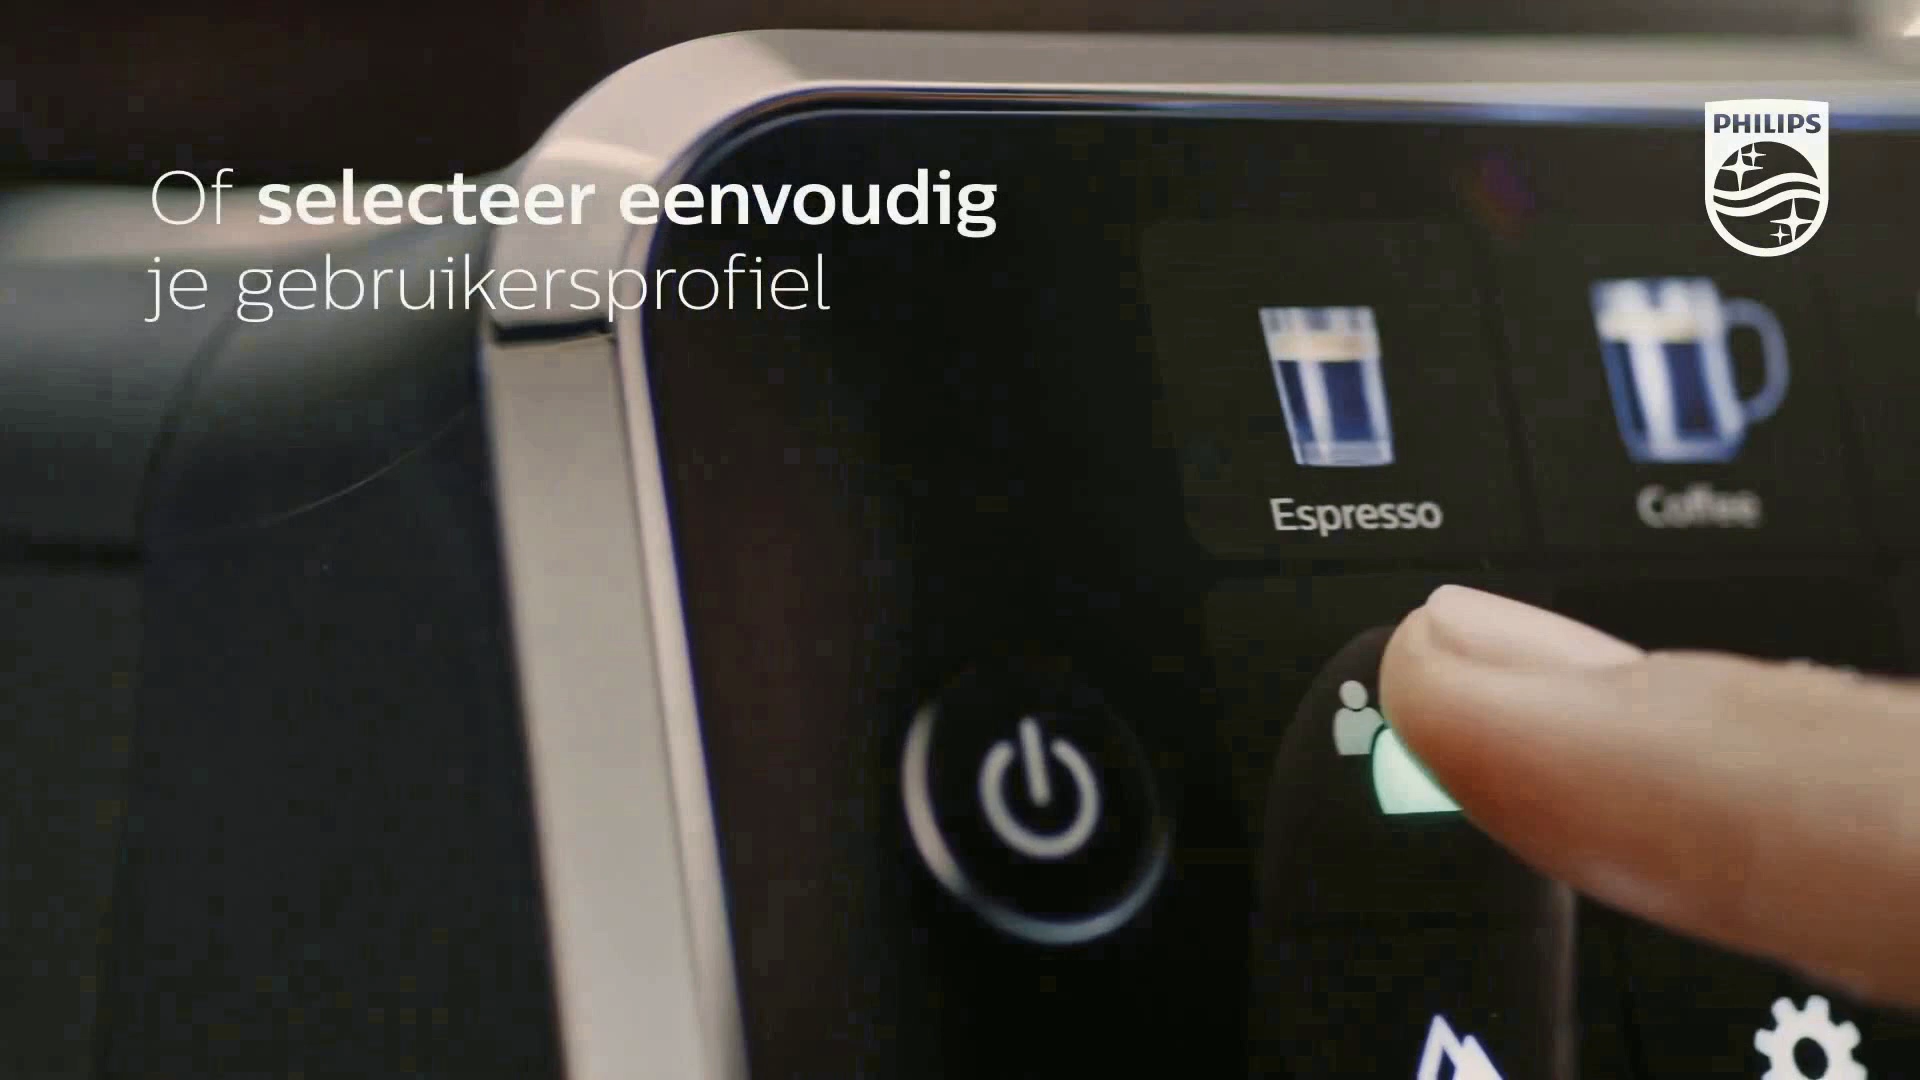 Of selecteer eenvoudig
je gebruikersprofiel
PHILIPS
Espresso
Coffee